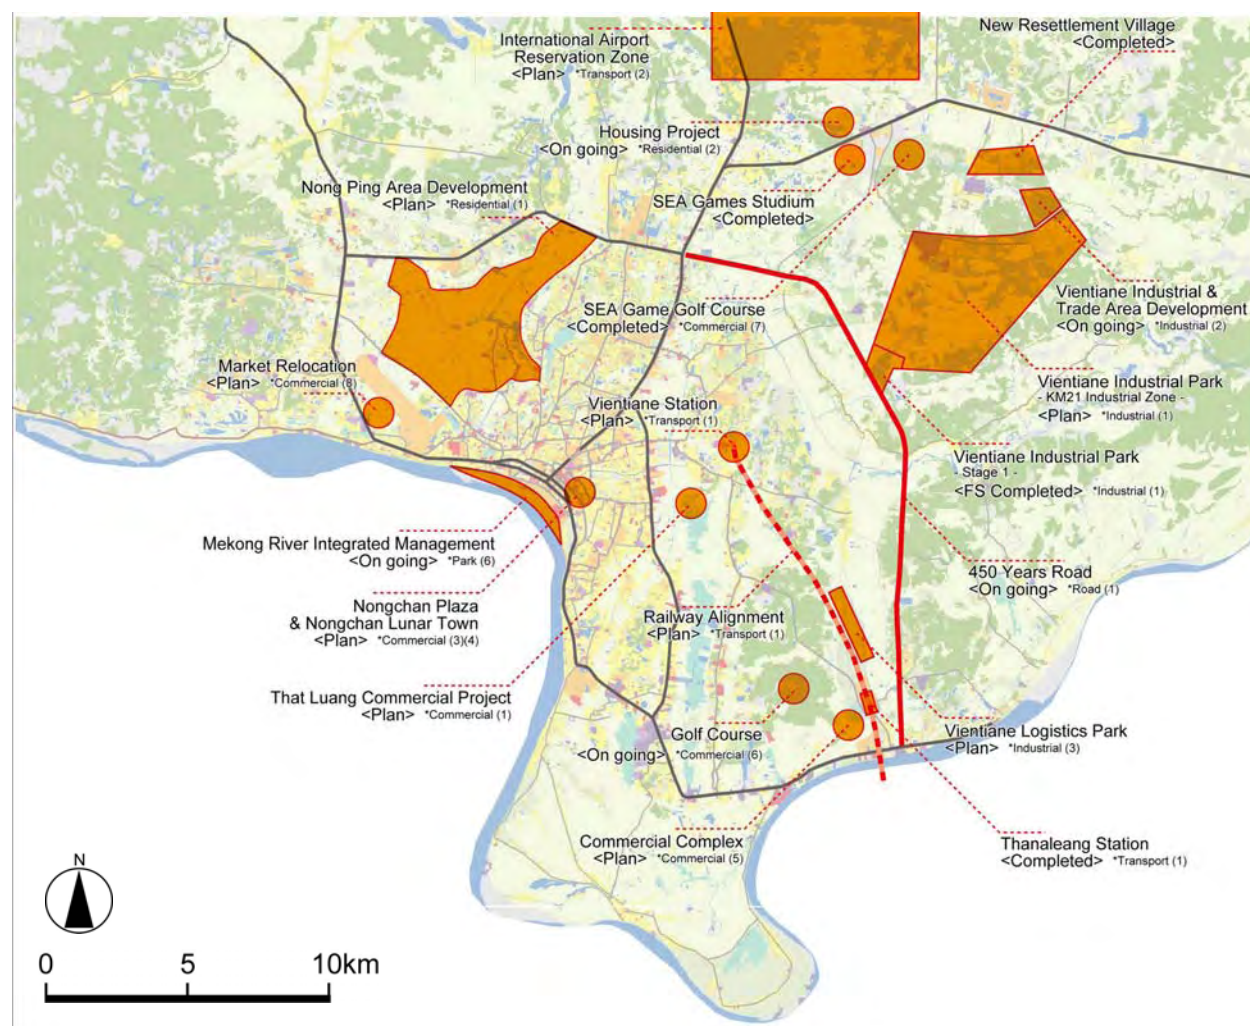 International Airport
Reservation Zone
<Plan> *Transport (2)
New Resettlement Village
<Completed>
Housing Project
<On going> *Residential (2)
Nong Ping Area Development
<Plan> *Residential (1)
SEA Games Studium
<Completed>
SEA Game Golf Course
<Completed> *Commercial (7)
Vientiane Industrial &
Trade Area Development
<On going> *Industrial (2)
Market Relocation
<Plan> *Commercial (8)
Vientiane Industrial Park
- KM21 Industrial Zone -
<Plan> *Industrial (1)
Vientiane Station
<Plan> *Transport (1)
Vientiane Industrial Park
- Stage 1 -
<FS Completed> *Industrial (1)
Mekong River Integrated Management
<On going> *Park (6)
450 Years Road
<On going> *Road (1)
Nongchan Plaza
& Nongchan Lunar Town
<Plan> *Commercial (3)(4)
Railway Alignment
<Plan> *Transport (1)
That Luang Commercial Project
<Plan> *Commercial (1)
Golf Course
<On going> *Commercial (6)
Vientiane Logistics Park
<Plan> *Industrial (3)
Commercial Complex
<Plan> *Commercial (5)
Thanaleang Station
<Completed> *Transport (1)
N
0 5 10km